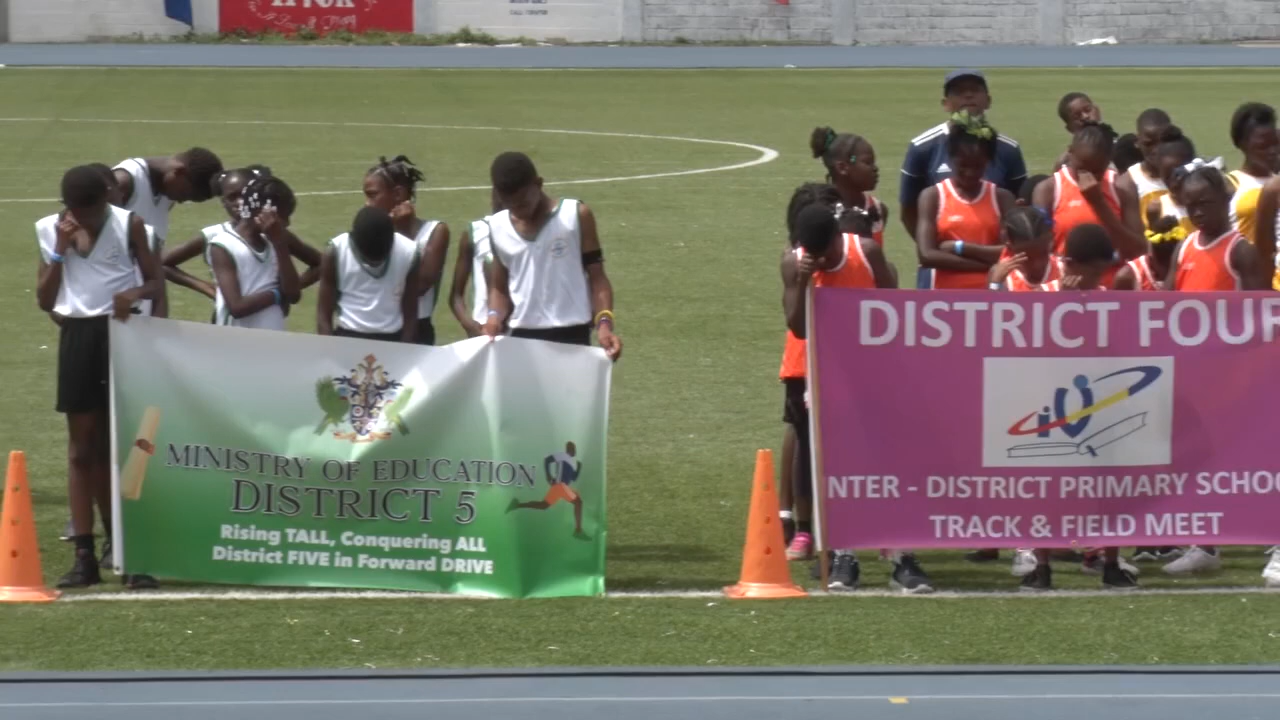 MINISTRY OF EDUCATION
DISTRICT 5
Rising TALL, Conquering ALL
District FIVE in Forward DRIVE
DISTRICT FOUR
NTER - DISTRICT PRIMARY SCHOO
TRACK & FIELD MEET